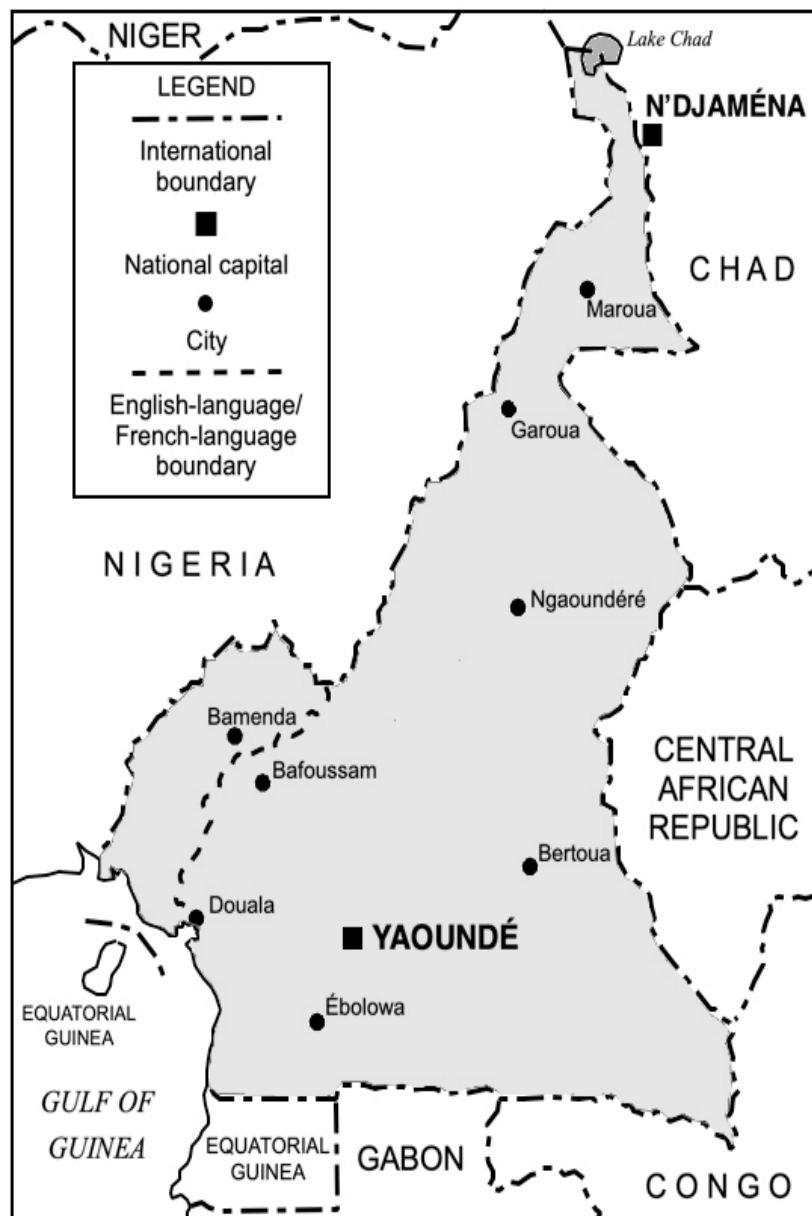 NIGER
Lake Chad
LEGEND
International
boundary
National capital
City
English-language/
French-language
boundary
N'DJAMÉNA
CHAD
Maroua
Garoua
NIGERIA
Ngaoundéré
Bamenda
Bafoussam
CENTRAL
AFRICAN
REPUBLIC
Bertoua
Douala
YAOUNDÉ
EQUATORIAL
GUINEA
Ébolowa
GULF OF
GUINEA
EQUATORIAL
GUINEA
GABON
CONGO